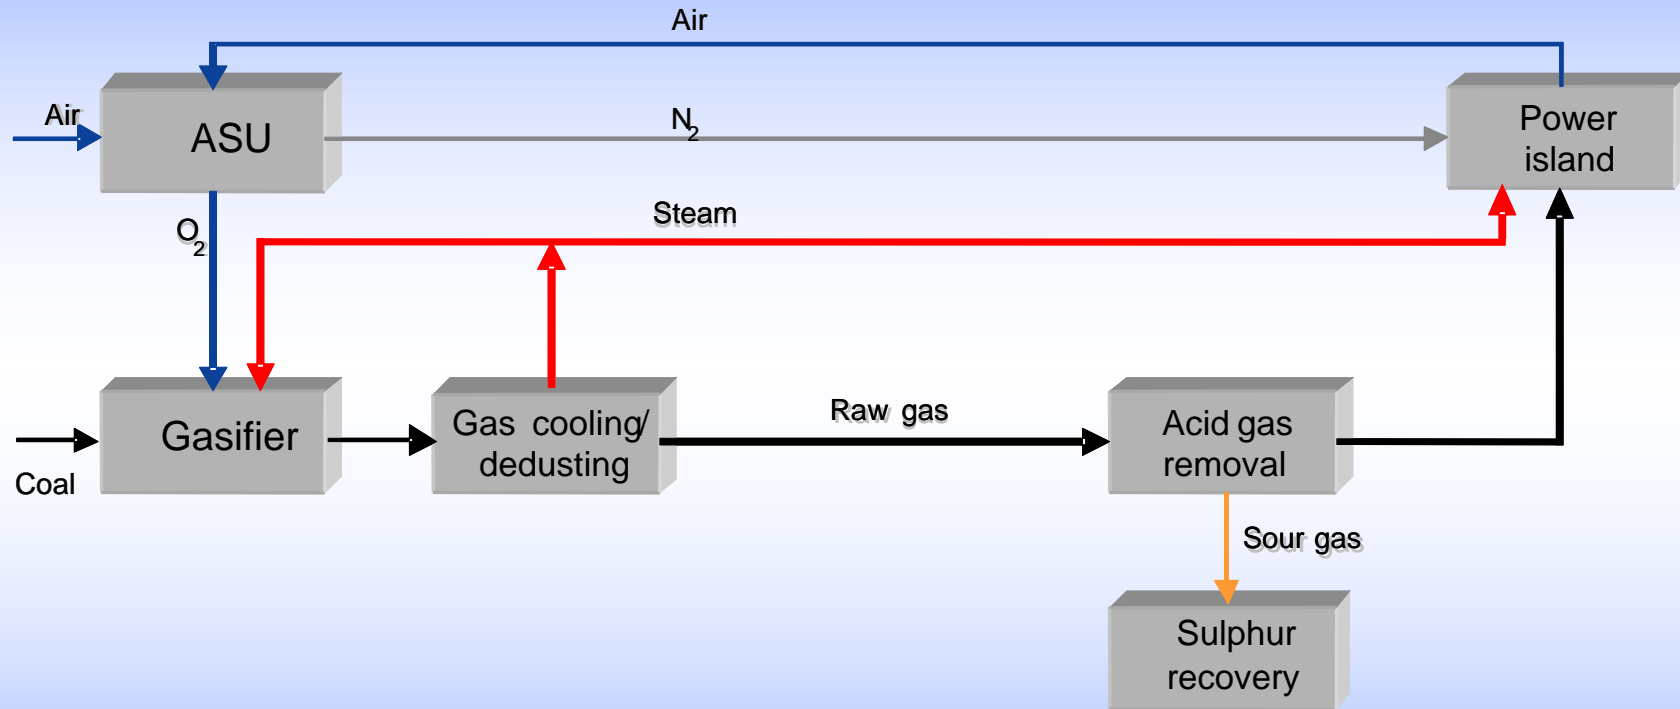 Air
Air
ASU
N2
Power
island
Steam
O2
Gasifier
Gas cooling/
dedusting
Raw gas
Acid gas
removal
Coal
Sour gas
Sulphur
recovery